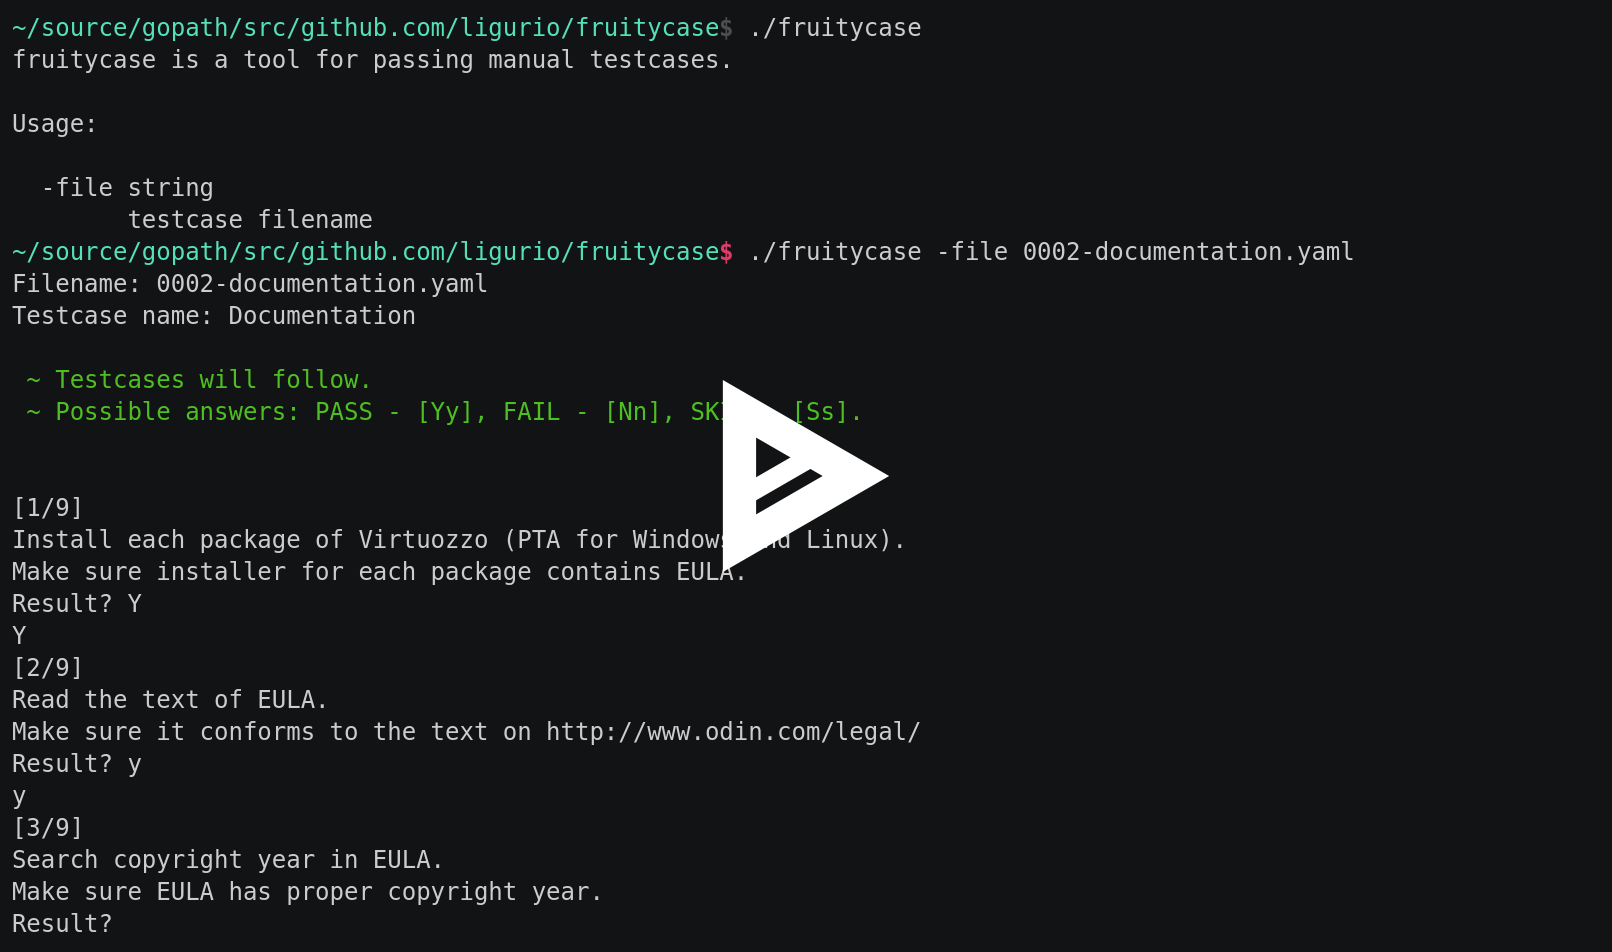 ~/source/gopath/src/github.com/ligurio/fruitycase$ ./fruitycase
fruitycase is a tool for passing manual testcases.
Usage:
-file string
testcase filename
~/source/gopath/src/github.com/ligurio/fruitycase$ ./fruitycase -file 0002-documentation.yaml
Filename: 0002-documentation.yaml
Testcase name: Documentation
~ Testcases will follow.
~ Possible answers: PASS - [Yy], FAIL - [Nn], [Ss].
[1/9]
Install each package of Virtuozzo (PTA for Windows and Linux).
Make sure installer for each package contains EULA.
Result? Y
Y
[2/9]
Read the text of EULA.
Make sure it conforms to the text on http://www.odin.com/legal/
Result? y
y
[3/9]
Search copyright year in EULA.
Make sure EULA has proper copyright year.
Result?